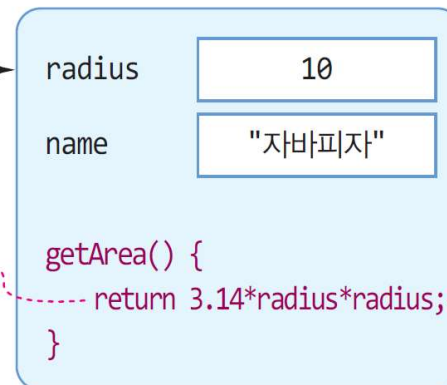 radius 10
name "자바피자"
getArea() {
return 3.14*radius*radius;
}